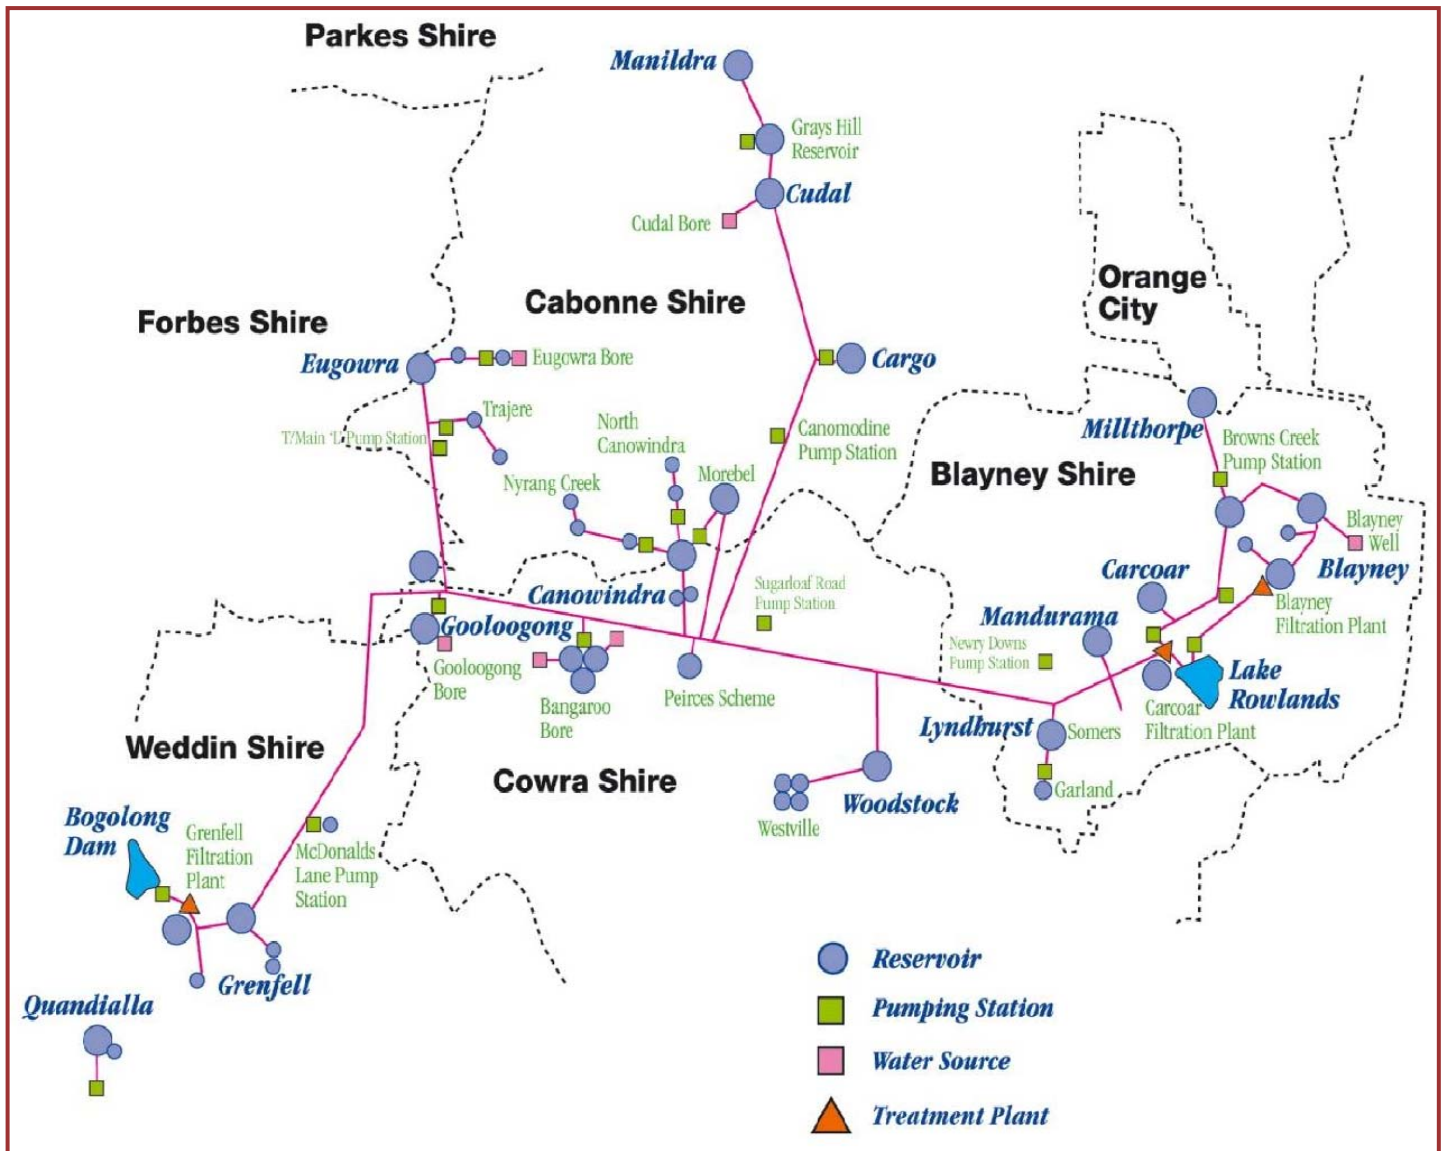 Parkes Shire
Manildra
Grays Hill
Reservoir
Cudal
Cudal Bore
Orange
City
Cabonne Shire
Forbes Shire
Eugowra
Eugowra Bore
Cargo
Trajere
T/Main 'L' Pump Station
North
Canowindra
Canomodine
Pump Station
Millthorpe
Browns Creek
Pump Station
Nyrang Creek
Morebel
Blayney Shire
Blayney
Well
Blayney
Carcoar
Canowindra
Sugarloaf Road
Pump Station
Mandurama
Blayney
Filtration Plant
Gooloogong
Newry Downs
Pump Station
Gooloogong
Bore
Bangaroo
Bore
Peirces Scheme
Lake
Rowlands
Carcoar
Filtration Plant
Lyndhurst
Somers
Weddin Shire
Cowra Shire
Garland
Woodstock
Westville
Bogolong
Dam
Grenfell
Filtration
Plant
McDonalds
Lane Pump
Station
Grenfell
Quandialla
Reservoir
Pumping Station
Water Source
Treatment Plant